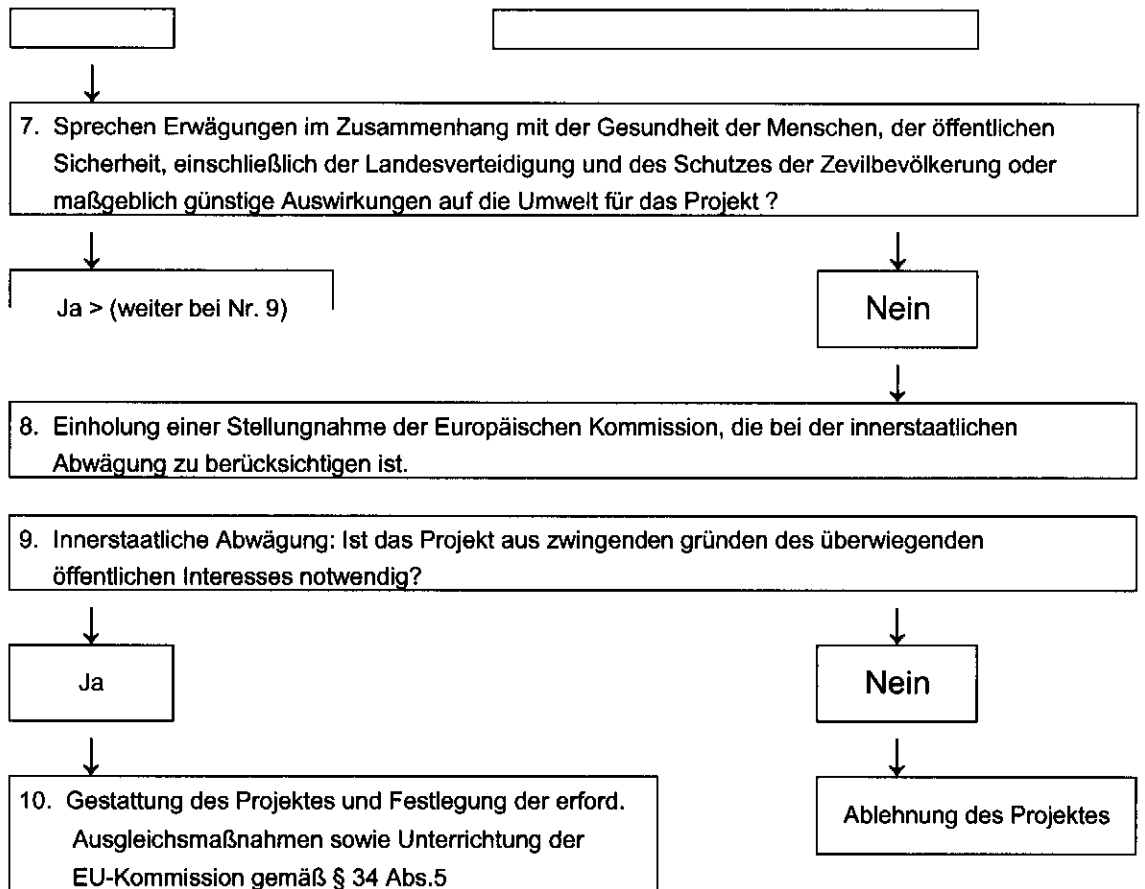 7. Sprechen Erwägungen im Zusammenhang mit der Gesundheit der Menschen, der öffentlichen
Sicherheit, einschließlich der Landesverteidigung und des Schutzes der Zevilbevölkerung oder
maßgeblich günstige Auswirkungen auf die Umwelt für das Projekt ?
Ja > (weiter bei Nr. 9)
Nein
8. Einholung einer Stellungnahme der Europäischen Kommission, die bei der innerstaatlichen
Abwägung zu berücksichtigen ist.
9. Innerstaatliche Abwägung: Ist das Projekt aus zwingenden gründen des überwiegenden
öffentlichen Interesses notwendig?
Ja
Nein
10. Gestattung des Projektes und Festlegung der erford.
Ausgleichsmaßnahmen sowie Unterrichtung der
EU-Kommission gemäß § 34 Abs.5
Ablehnung des Projektes